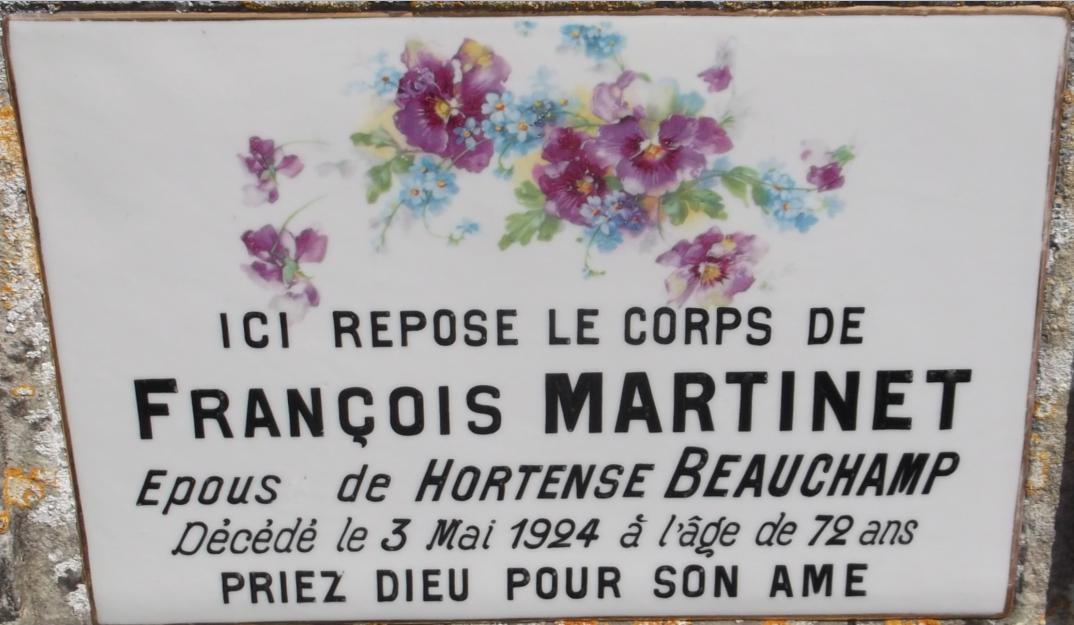 ICI REPOSE LE CORPS DE
FRANÇOIS MARTINET
Epous de HORTENSE BEAUCHAMP
Décédé le 3 Mai 1924 à l'âge de 72 ans
PRIEZ DIEU POUR SON AME